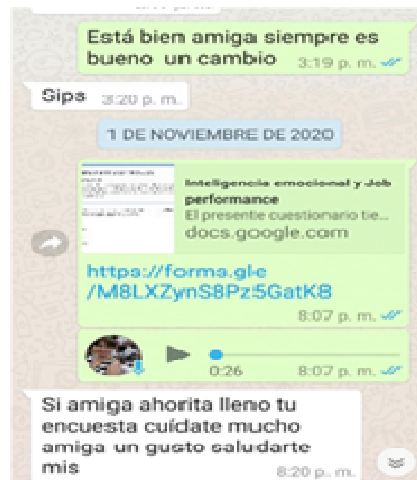 Está bien amiga siempre es
bueno un cambio 3:19 p. m.
Sips 3:20 p. m.
1 DE NOVIEMBRE DE 2020
Inteligencia emocional y Job
performance
El presente cuestionario tie...
docs.google.com
https://forms.gle
/M8LXZynS8Pz5GatK8
8:07 p. m.
0:26 8:07 p. m.
Si amiga ahorita lleno tu
encuesta cuídate mucho
amiga un gusto saludarte
mis 8:20 p. m.